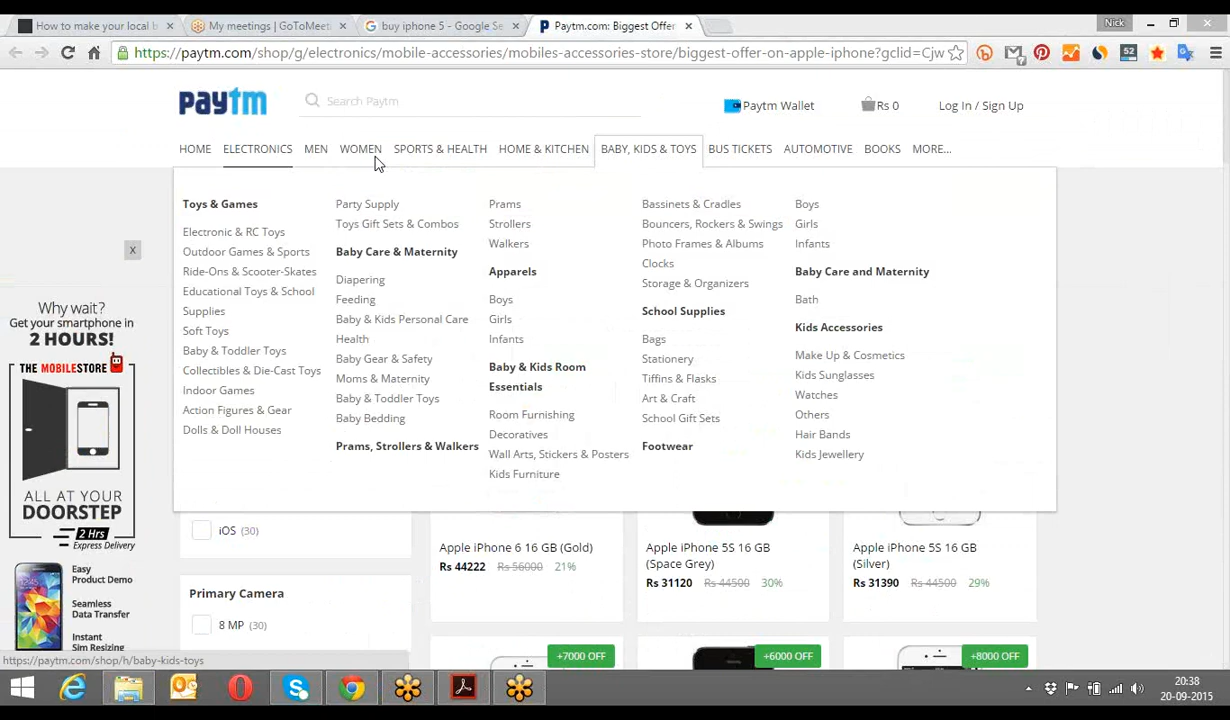 How to make your local b
My meetings | GoToMeet
buy iphone 5 - Google Se
Paytm.com: Biggest Offer
Nick
https://paytm.com/shop/g/electronics/mobile-accessories/mobiles-accessories-store/biggest-offer-on-apple-iphone?gclid=Cjw
52
paytm
Search Paytm
Paytm Wallet
Rs 0
Log In / Sign Up
HOME
ELECTRONICS
MEN
WOMEN
SPORTS & HEALTH
HOME & KITCHEN
BABY, KIDS & TOYS
BUS TICKETS
AUTOMOTIVE
BOOKS
MORE...
Toys & Games
Electronic & RC Toys
Outdoor Games & Sports
Ride-Ons & Scooter-Skates
Educational Toys & School
Supplies
Soft Toys
Baby & Toddler Toys
Collectibles & Die-Cast Toys
Indoor Games
Action Figures & Gear
Dolls & Doll Houses
Party Supply
Toys Gift Sets & Combos
Baby Care & Maternity
Diapering
Feeding
Baby & Kids Personal Care
Health
Baby Gear & Safety
Moms & Maternity
Baby & Toddler Toys
Baby Bedding
Prams, Strollers & Walkers
Prams
Strollers
Walkers
Apparels
Boys
Girls
Infants
Baby & Kids Room
Essentials
Room Furnishing
Decoratives
Wall Arts, Stickers & Posters
Kids Furniture
Bassinets & Cradles
Bouncers, Rockers & Swings
Photo Frames & Albums
Clocks
Storage & Organizers
School Supplies
Bags
Stationery
Tiffins & Flasks
Art & Craft
School Gift Sets
Footwear
Boys
Girls
Infants
Baby Care and Maternity
Bath
Kids Accessories
Make Up & Cosmetics
Kids Sunglasses
Watches
Others
Hair Bands
Kids Jewellery
X
Why wait?
Get your smartphone in
2 HOURS!
THE MOBILESTORE
ALL AT YOUR
DOORSTEP
2 Hrs
Express Delivery
Easy
Product Demo
Seamless
Data Transfer
Instant
Sim Resizing
iOS (30)
Primary Camera
8 MP (30)
Apple iPhone 6 16 GB (Gold)
Rs 44222 Rs 56000 21%
Apple iPhone 5S 16 GB
(Space Grey)
Rs 31120 Rs 44500 30%
Apple iPhone 5S 16 GB
(Silver)
Rs 31390 Rs 44500 29%
+7000 OFF
+6000 OFF
+8000 OFF
https://paytm.com/shop/h/baby-kids-toys
20:38
20-09-2015